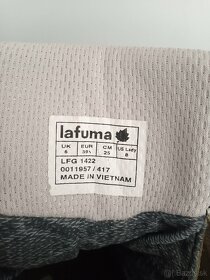 lafuma
UK EUR CM US Lady
6 39⅓ 25 8
LFG 1422
0011957 / 417
MADE IN VIETNAM